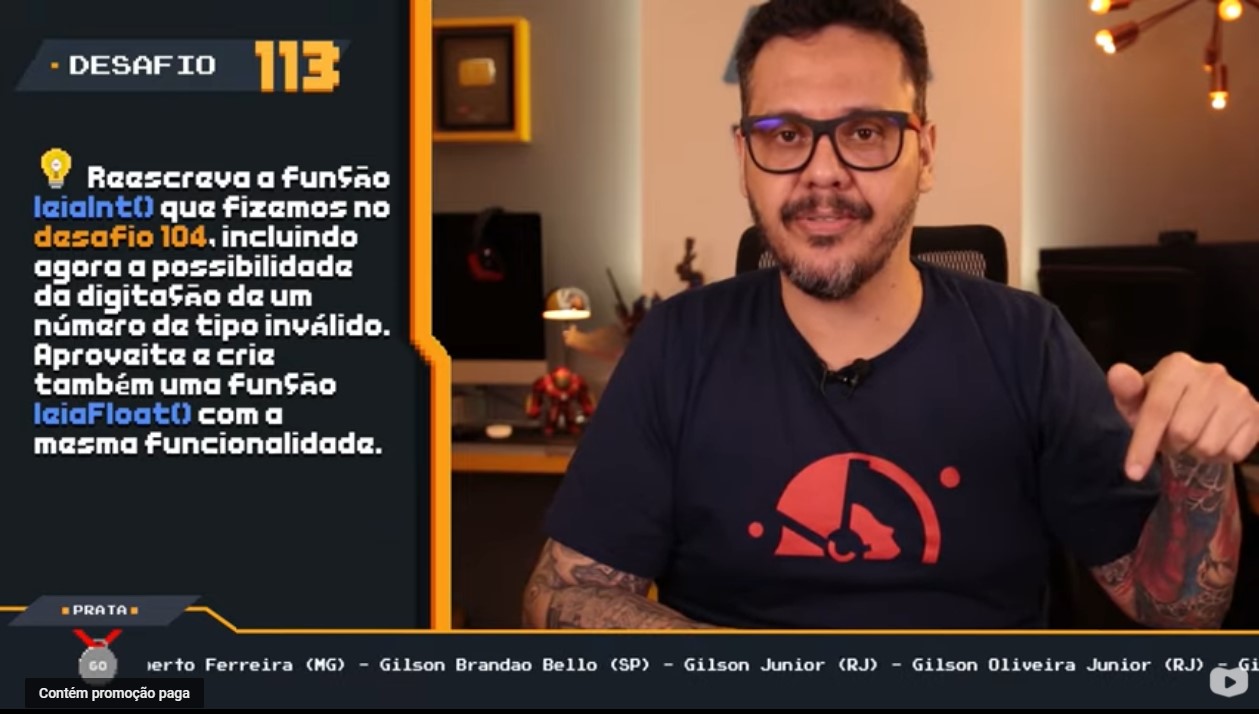 DESAFIO 113
Reescreva a função
leiaInt() que fizemos no
desafio 104, incluindo
agora a possibilidade
da digitação de um
número de tipo inválido.
Aproveite e crie
também uma função
leiaFloat() com a
mesma funcionalidade.
PRATA
GO
erto Ferreira (MG) - Gilson Brandao Bello (SP) - Gilson Junior (RJ) - Gilson Oliveira Junior (RJ) - Gi
Contém promoção paga